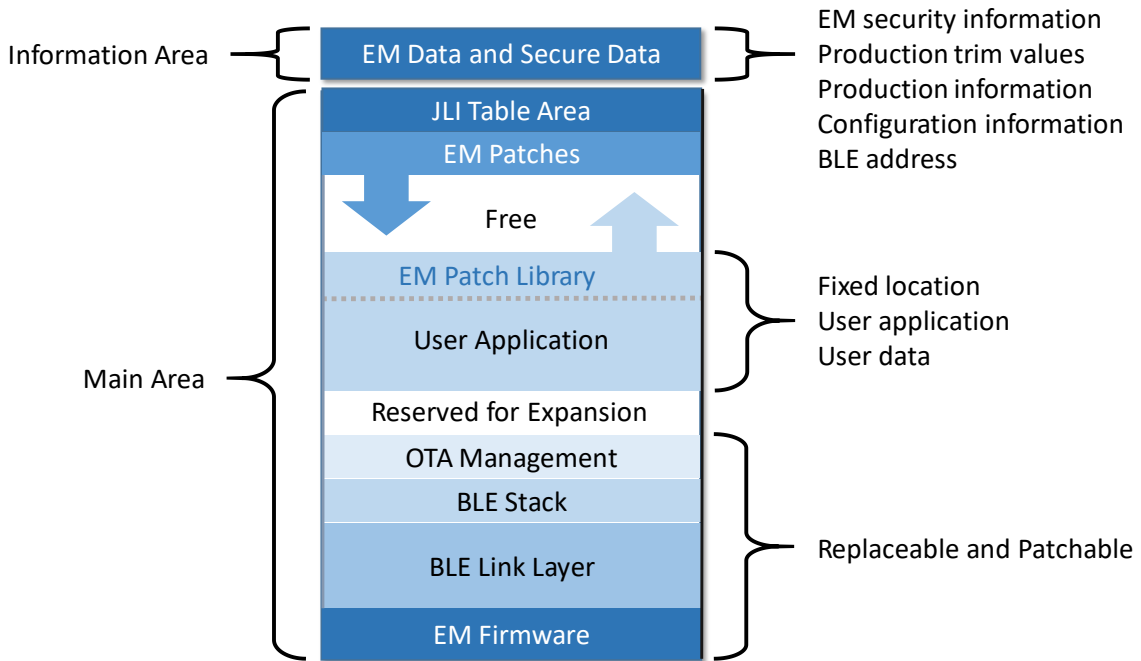 Information Area
EM Data and Secure Data
EM security information
Production trim values
Production information
Configuration information
BLE address
Main Area
JLI Table Area
EM Patches
Free
EM Patch Library
User Application
Fixed location
User application
User data
Reserved for Expansion
OTA Management
BLE Stack
BLE Link Layer
EM Firmware
Replaceable and Patchable